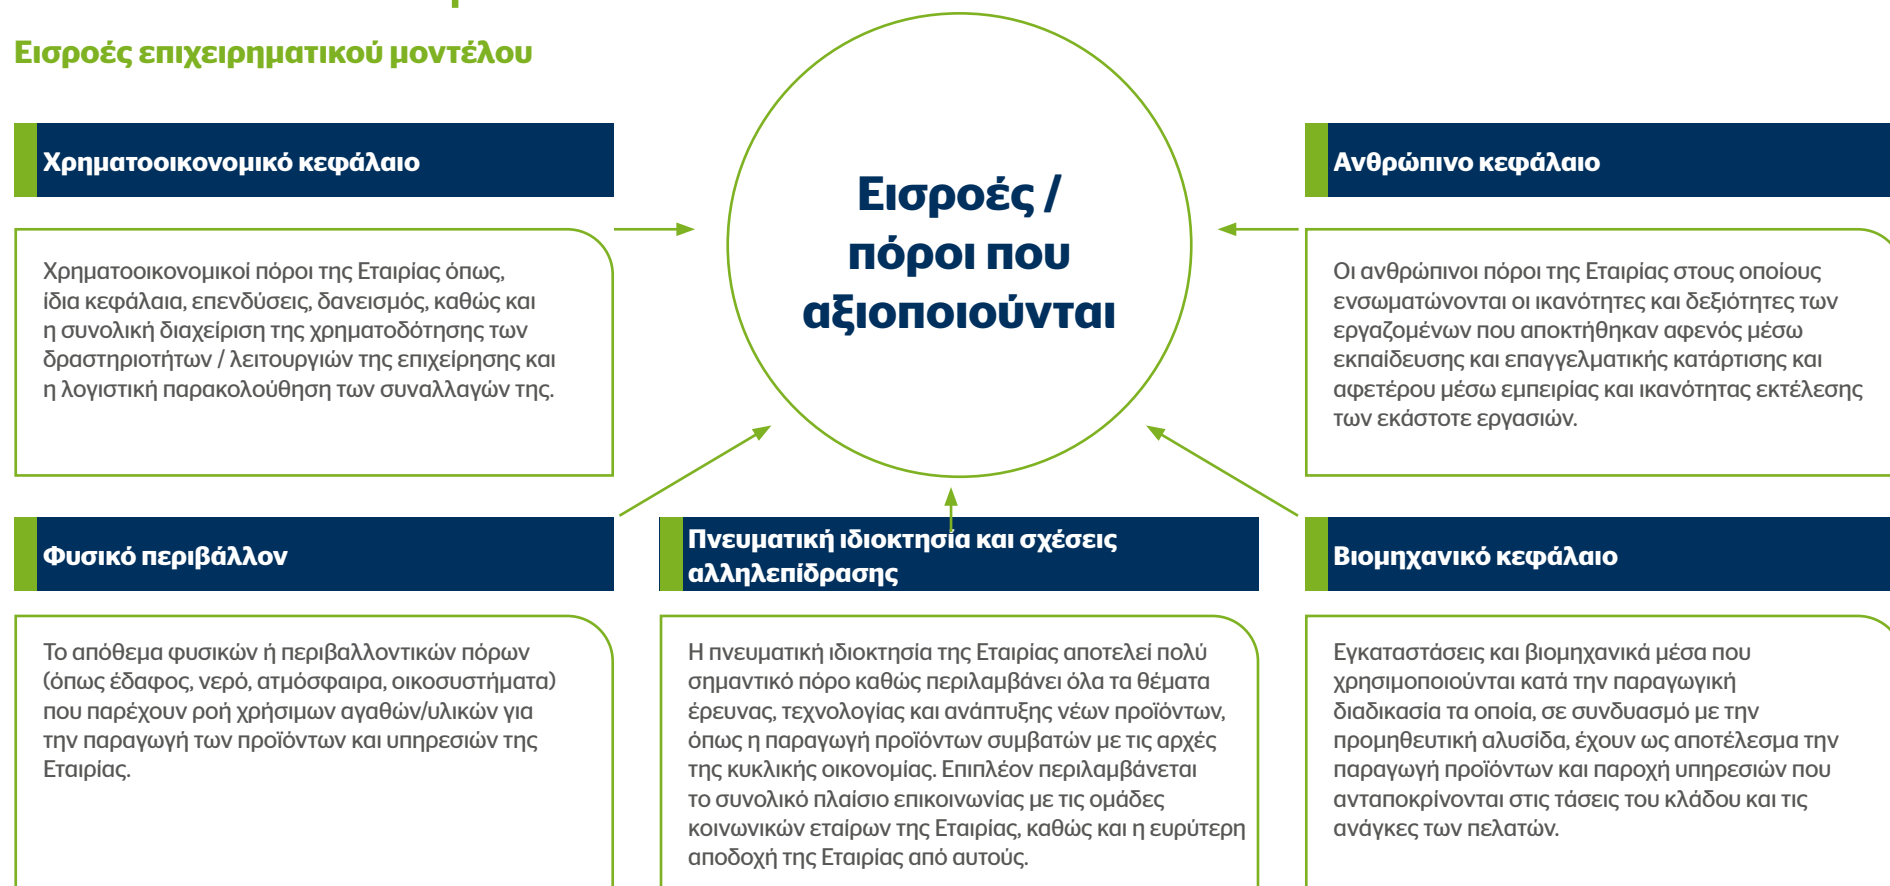 Εισροές επιχειρηματικού μοντέλου
Χρηματοοικονομικό κεφάλαιο
Χρηματοοικονομικοί πόροι της Εταιρίας όπως,
ίδια κεφάλαια, επενδύσεις, δανεισμός, καθώς και
η συνολική διαχείριση της χρηματοδότησης των
δραστηριοτήτων / λειτουργιών της επιχείρησης και
η λογιστική παρακολούθηση των συναλλαγών της.
Εισροές /
πόροι που
αξιοποιούνται
Ανθρώπινο κεφάλαιο
Οι ανθρώπινοι πόροι της Εταιρίας στους οποίους
ενσωματώνονται οι ικανότητες και δεξιότητες των
εργαζομένων που αποκτήθηκαν αφενός μέσω
εκπαίδευσης και επαγγελματικής κατάρτισης και
αφετέρου μέσω εμπειρίας και ικανότητας εκτέλεσης
των εκάστοτε εργασιών.
Φυσικό περιβάλλον
Το απόθεμα φυσικών ή περιβαλλοντικών πόρων
(όπως έδαφος, νερό, ατμόσφαιρα, οικοσυστήματα)
που παρέχουν ροή χρήσιμων αγαθών/υλικών για
την παραγωγή των προϊόντων και υπηρεσιών της
Εταιρίας.
Πνευματική ιδιοκτησία και σχέσεις
αλληλεπίδρασης
Η πνευματική ιδιοκτησία της Εταιρίας αποτελεί πολύ
σημαντικό πόρο καθώς περιλαμβάνει όλα τα θέματα
έρευνας, τεχνολογίας και ανάπτυξης νέων προϊόντων,
όπως η παραγωγή προϊόντων συμβατών με τις αρχές
της κυκλικής οικονομίας. Επιπλέον περιλαμβάνεται
το συνολικό πλαίσιο επικοινωνίας με τις ομάδες
κοινωνικών εταίρων της Εταιρίας, καθώς και η ευρύτερη
αποδοχή της Εταιρίας από αυτούς.
Βιομηχανικό κεφάλαιο
Εγκαταστάσεις και βιομηχανικά μέσα που
χρησιμοποιούνται κατά την παραγωγική
διαδικασία τα οποία, σε συνδυασμό με την
προμηθευτική αλυσίδα, έχουν ως αποτέλεσμα την
παραγωγή προϊόντων και παροχή υπηρεσιών που
ανταποκρίνονται στις τάσεις του κλάδου και τις
ανάγκες των πελατών.